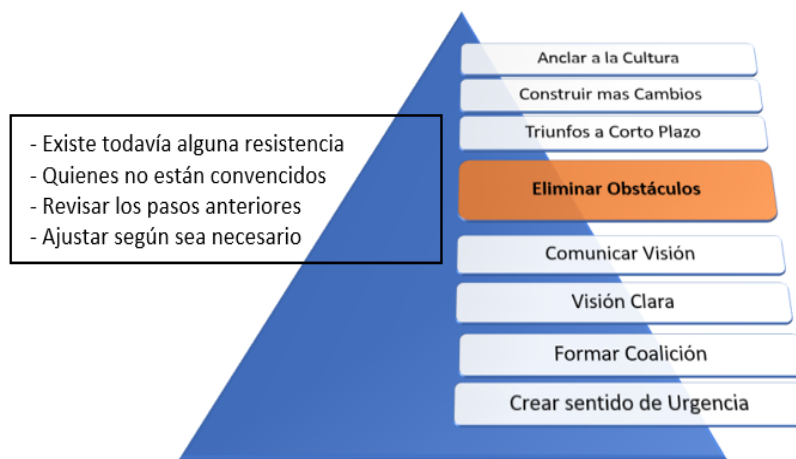 - Existe todavía alguna resistencia
- Quienes no están convencidos
- Revisar los pasos anteriores
- Ajustar según sea necesario
Anclar a la Cultura
Construir mas Cambios
Triunfos a Corto Plazo
Eliminar Obstáculos
Comunicar Visión
Visión Clara
Formar Coalición
Crear sentido de Urgencia